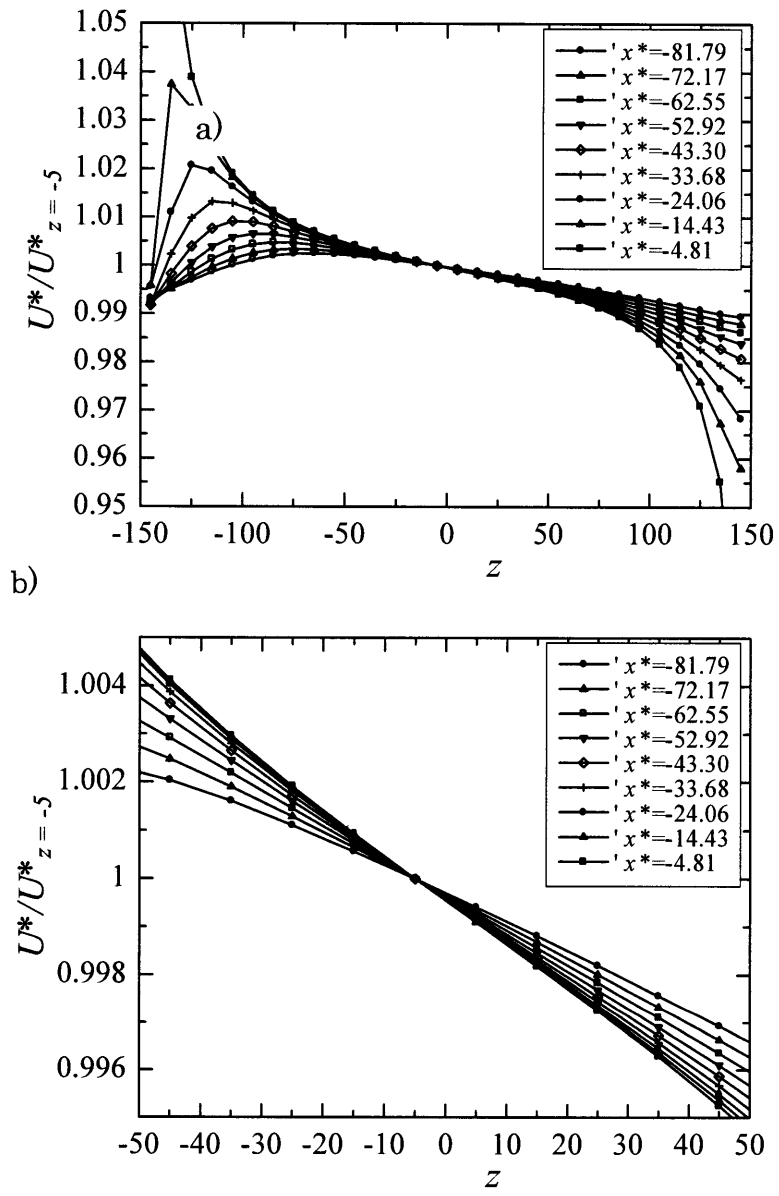 1.05
1.04
1.03
1.02
1.01
1
0.99
0.98
0.97
0.96
0.95
U*/U*z = -5
a)
' x*=-81.79
' x*=-72.17
' x*=-62.55
' x*=-52.92
' x*=-43.30
' x*=-33.68
' x*=-24.06
' x*=-14.43
' x*=-4.81
-150 -100 -50 0 50 100 150
z
b)
1.004
1.002
1
0.998
0.996
U*/U*z = -5
' x*=-81.79
' x*=-72.17
' x*=-62.55
' x*=-52.92
' x*=-43.30
' x*=-33.68
' x*=-24.06
' x*=-14.43
' x*=-4.81
-50 -40 -30 -20 -10 0 10 20 30 40 50
z